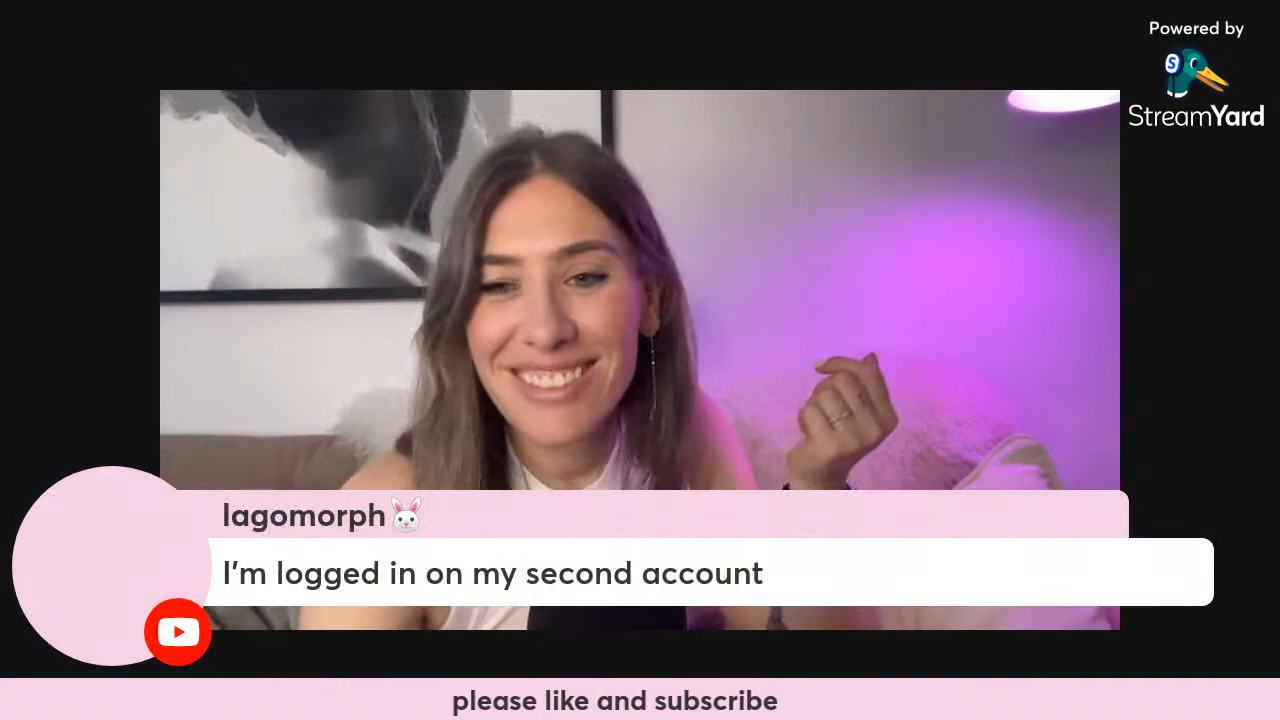 Powered by
S
StreamYard
lagomorph🐰
I'm logged in on my second account
please like and subscribe